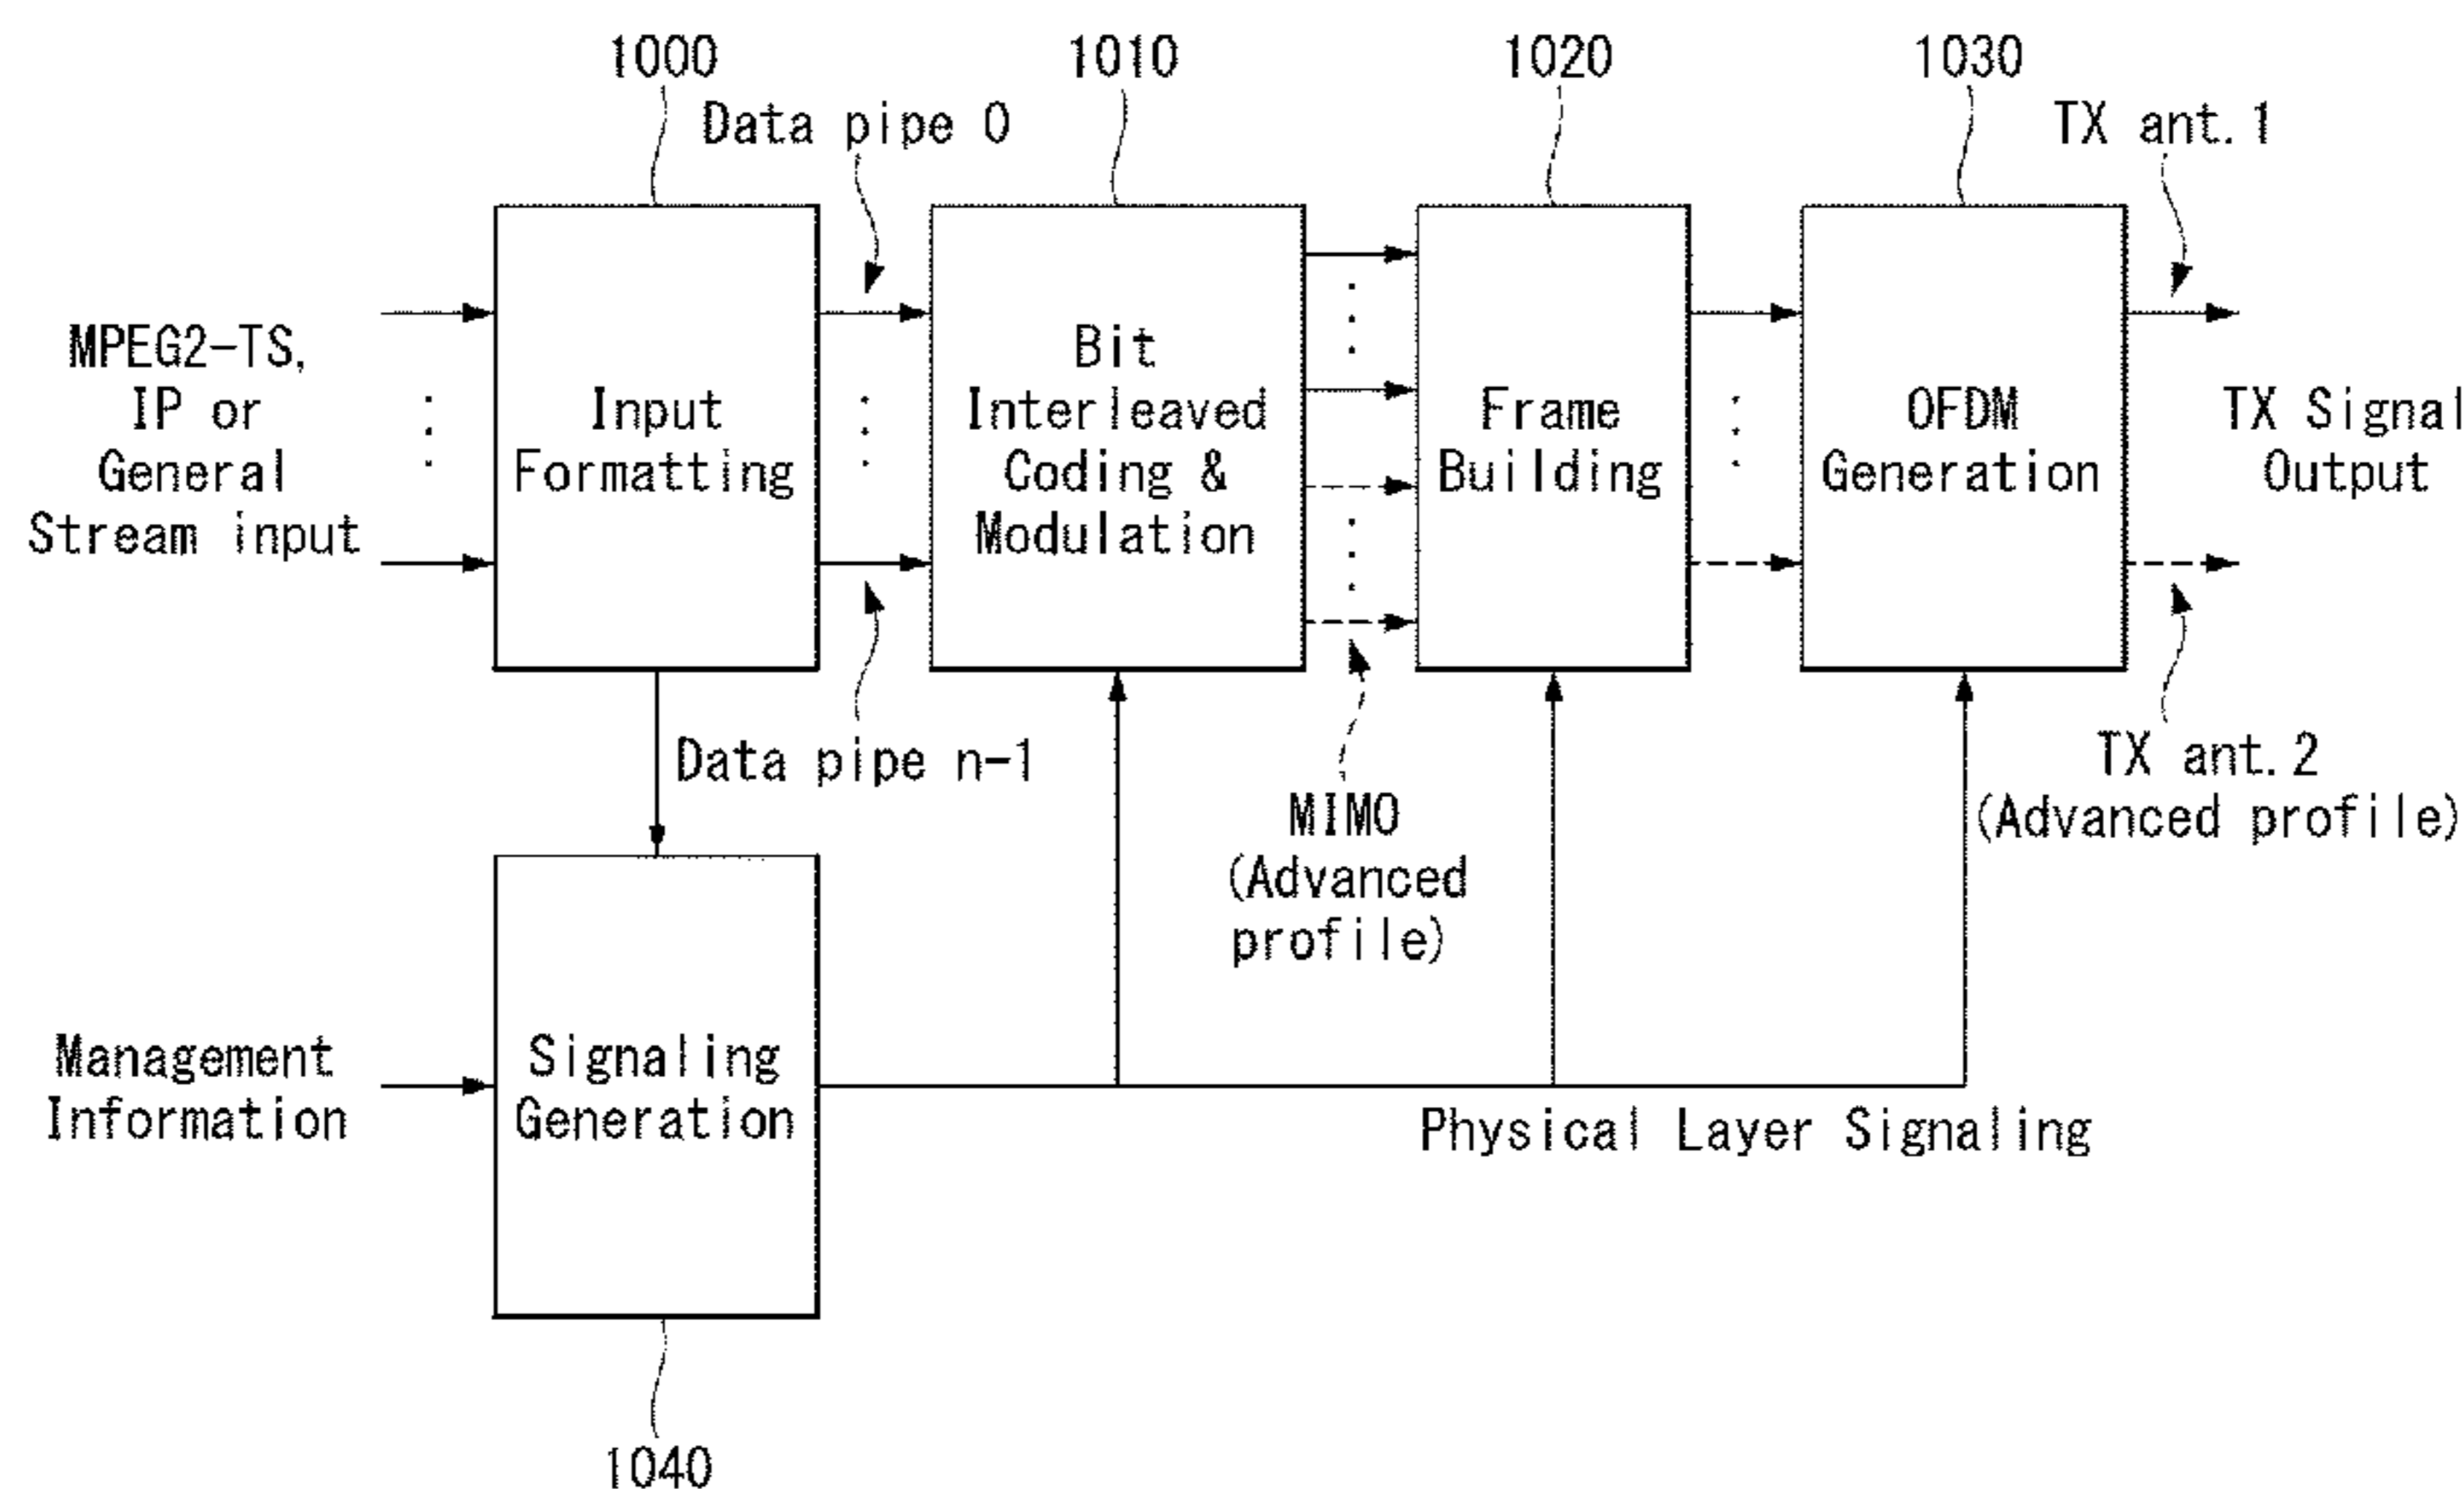 1000
1010
1020
1030
Data pipe 0
TX ant.1
MPEG2-TS,
IP or
General
Stream input
Input
Formatting
Bit
Interleaved
Coding &
Modulation
Frame
Building
OFDM
Generation
TX Signal
Output
Data pipe n-1
MIMO
(Advanced
profile)
TX ant.2
(Advanced profile)
Management
Information
Signaling
Generation
Physical Layer Signaling
1040